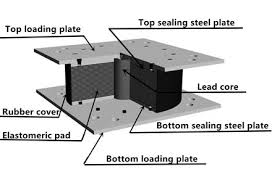 Top sealing steel plate
Top loading plate
Lead core
Rubber cover
Elastomeric pad
Bottom sealing steel plate
Bottom loading plate